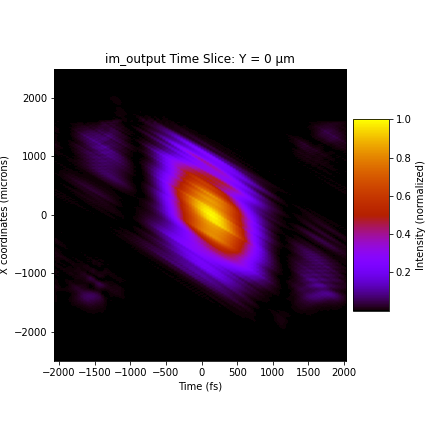 im_output Time Slice: Y = 0 μm
2000
1000
0
−1000
−2000
X coordinates (microns)
−2000 −1500 −1000 −500 0 500 1000 1500 2000
Time (fs)
1.0
0.8
0.6
0.4
0.2
Intensity (normalized)